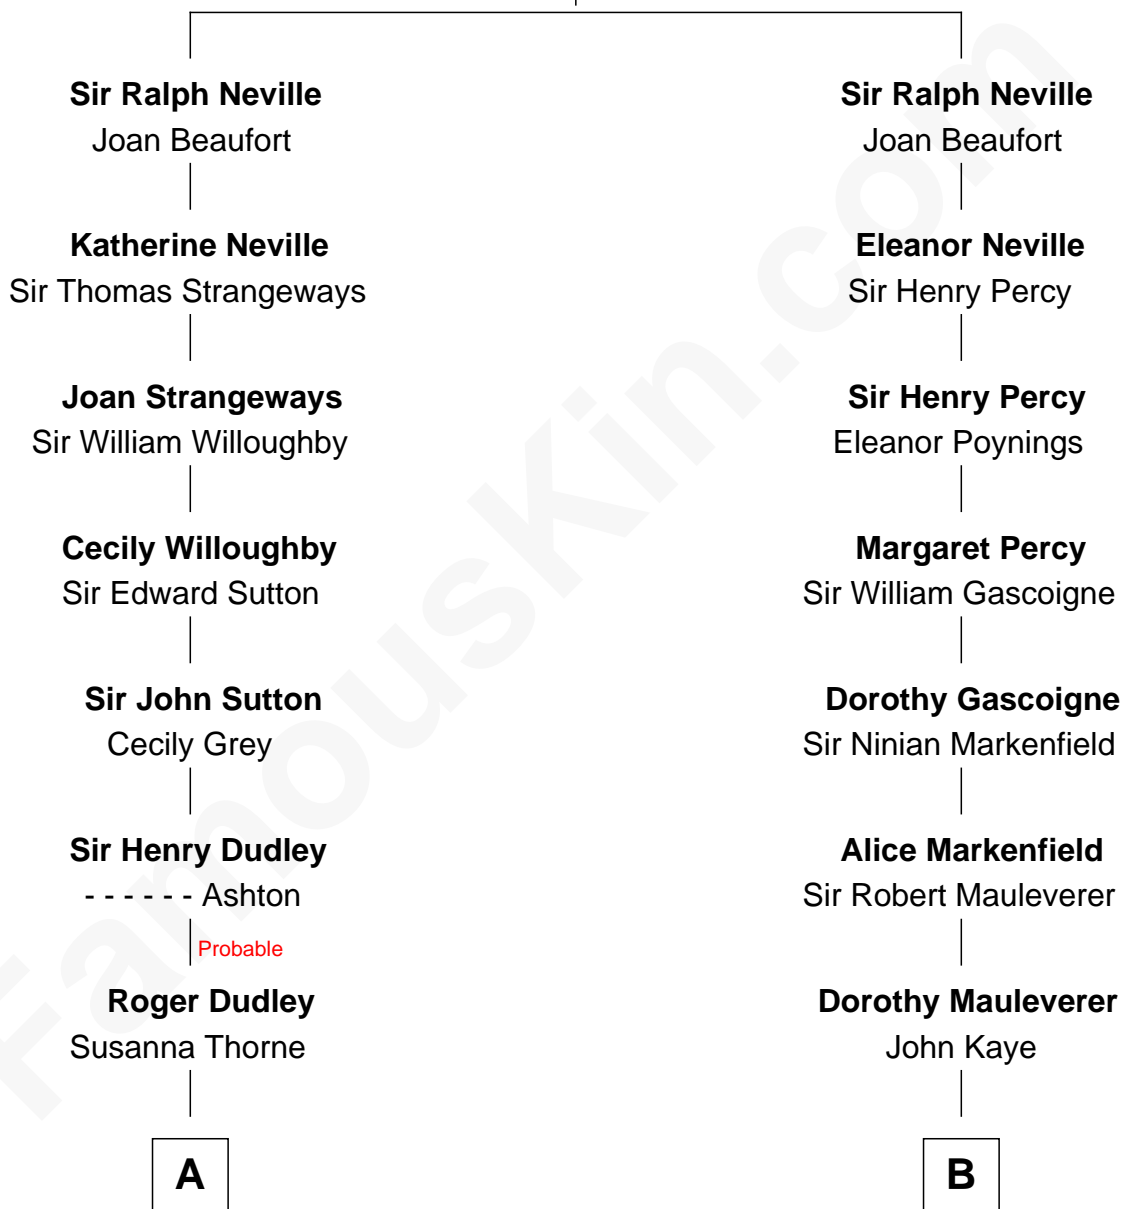 Sir Ralph Neville
Joan Beaufort
Katherine Neville
Sir Thomas Strangeways
Joan Strangeways
Sir William Willoughby
Cecily Willoughby
Sir Edward Sutton
Sir John Sutton
Cecily Grey
Sir Henry Dudley
- - - - - - Ashton
Probable
Roger Dudley
Susanna Thorne
A
Sir Ralph Neville
Joan Beaufort
Eleanor Neville
Sir Henry Percy
Sir Henry Percy
Eleanor Poynings
Margaret Percy
Sir William Gascoigne
Dorothy Gascoigne
Sir Ninian Markenfield
Alice Markenfield
Sir Robert Mauleverer
Dorothy Mauleverer
John Kaye
B
FamousKin.com